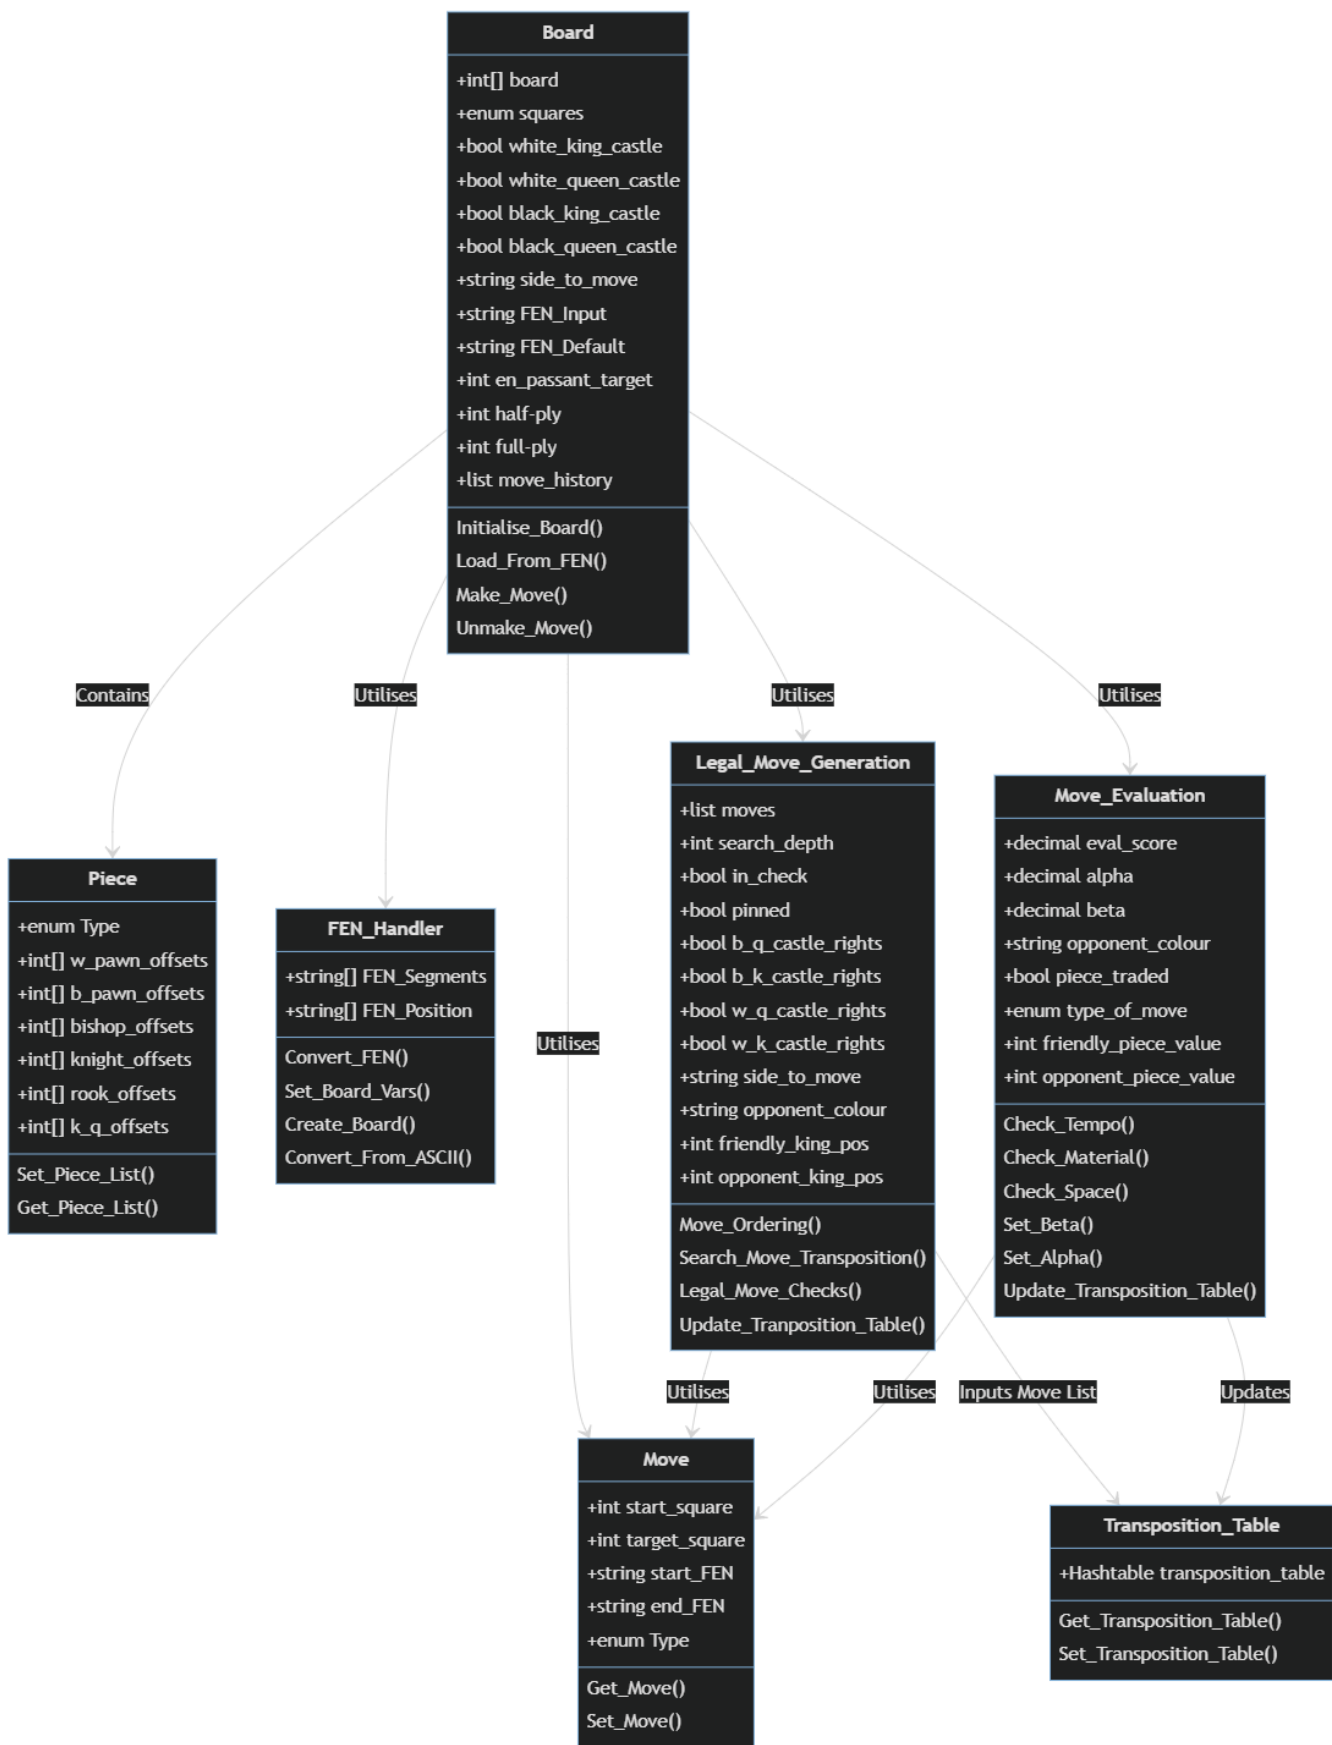 Board
+int[] board
+enum squares
+bool white_king_castle
+bool white_queen_castle
+bool black_king_castle
+bool black_queen_castle
+string side_to_move
+string FEN_Input
+string FEN_Default
+int en_passant_target
+int half-ply
+int full-ply
+list move_history
Initialise_Board()
Load_From_FEN()
Make_Move()
Unmake_Move()
Contains
Utilises
Utilises
Utilises
Utilises
Piece
+enum Type
+int[] w_pawn_offsets
+int[] b_pawn_offsets
+int[] bishop_offsets
+int[] knight_offsets
+int[] rook_offsets
+int[] k_q_offsets
Set_Piece_List()
Get_Piece_List()
FEN_Handler
+string[] FEN_Segments
+string[] FEN_Position
Convert_FEN()
Set_Board_Vars()
Create_Board()
Convert_From_ASCII()
Legal_Move_Generation
+list moves
+int search_depth
+bool in_check
+bool pinned
+bool b_q_castle_rights
+bool b_k_castle_rights
+bool w_q_castle_rights
+bool w_k_castle_rights
+string side_to_move
+string opponent_colour
+int friendly_king_pos
+int opponent_king_pos
Move_Ordering()
Search_Move_Transposition()
Legal_Move_Checks()
Update_Tranposition_Table()
Move_Evaluation
+decimal eval_score
+decimal alpha
+decimal beta
+string opponent_colour
+bool piece_traded
+enum type_of_move
+int friendly_piece_value
+int opponent_piece_value
Check_Tempo()
Check_Material()
Check_Space()
Set_Beta()
Set_Alpha()
Update_Transposition_Table()
Utilises
Utilises
Inputs Move List
Updates
Move
+int start_square
+int target_square
+string start_FEN
+string end_FEN
+enum Type
Get_Move()
Set_Move()
Transposition_Table
+Hashtable transposition_table
Get_Transposition_Table()
Set_Transposition_Table()